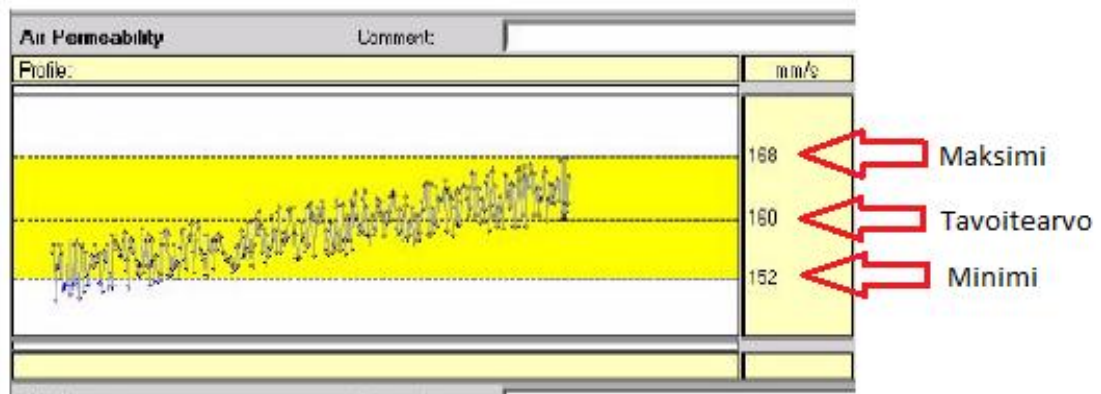 Air Permeability Comment:
Profile: mm/s
168 Maksimi
160 Tavoitearvo
152 Minimi